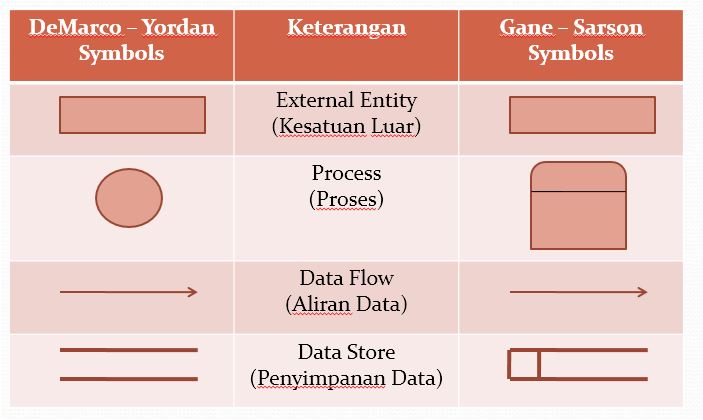 DeMarco – Yordan
Symbols
Keterangan
Gane – Sarson
Symbols
External Entity
(Kesatuan Luar)
Process
(Proses)
Data Flow
(Aliran Data)
Data Store
(Penyimpanan Data)